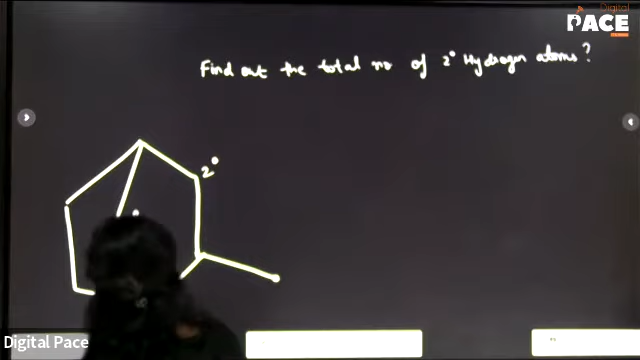 Digital
PACE
Find out the total no of 2° Hydrogen atoms?
2°
Digital Pace